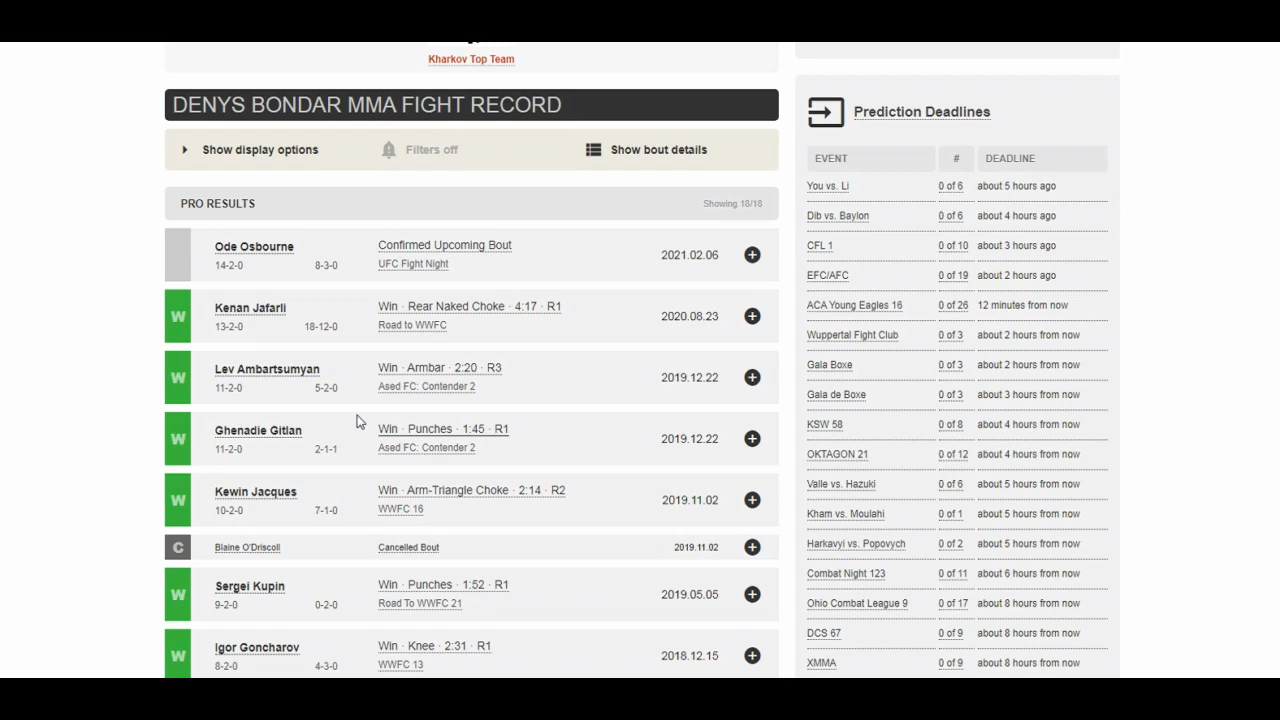 Kharkov Top Team
DENYS BONDAR MMA FIGHT RECORD
Show display options Filters off Show bout details
PRO RESULTS Showing 18/18
Ode Osbourne Confirmed Upcoming Bout 2021.02.06
14-2-0 8-3-0 UFC Fight Night
W Kenan Jafarli Win · Rear Naked Choke · 4:17 · R1 2020.08.23
13-2-0 18-12-0 Road to WWFC
W Lev Ambartsumyan Win · Armbar · 2:20 · R3 2019.12.22
11-2-0 5-2-0 Ased FC: Contender 2
W Ghenadie Gitlan Win · Punches · 1:45 · R1 2019.12.22
11-2-0 2-1-1 Ased FC: Contender 2
W Kewin Jacques Win · Arm-Triangle Choke · 2:14 · R2 2019.11.02
10-2-0 7-1-0 WWFC 16
C Blaine O'Driscoll Cancelled Bout 2019.11.02
W Sergei Kupin Win · Punches · 1:52 · R1 2019.05.05
9-2-0 0-2-0 Road To WWFC 21
W Igor Goncharov Win · Knee · 2:31 · R1 2018.12.15
8-2-0 4-3-0 WWFC 13
Prediction Deadlines
EVENT # DEADLINE
You vs. Li 0 of 6 about 5 hours ago
Dib vs. Baylon 0 of 6 about 4 hours ago
CFL 1 0 of 10 about 3 hours ago
EFC/AFC 0 of 19 about 2 hours ago
ACA Young Eagles 16 0 of 26 12 minutes from now
Wuppertal Fight Club 0 of 3 about 2 hours from now
Gala Boxe 0 of 3 about 2 hours from now
Gala de Boxe 0 of 3 about 3 hours from now
KSW 58 0 of 8 about 4 hours from now
OKTAGON 21 0 of 12 about 4 hours from now
Valle vs. Hazuki 0 of 6 about 5 hours from now
Kham vs. Moulahi 0 of 1 about 5 hours from now
Harkavyi vs. Popovych 0 of 2 about 5 hours from now
Combat Night 123 0 of 11 about 6 hours from now
Ohio Combat League 9 0 of 17 about 8 hours from now
DCS 67 0 of 9 about 8 hours from now
XMMA 0 of 9 about 8 hours from now